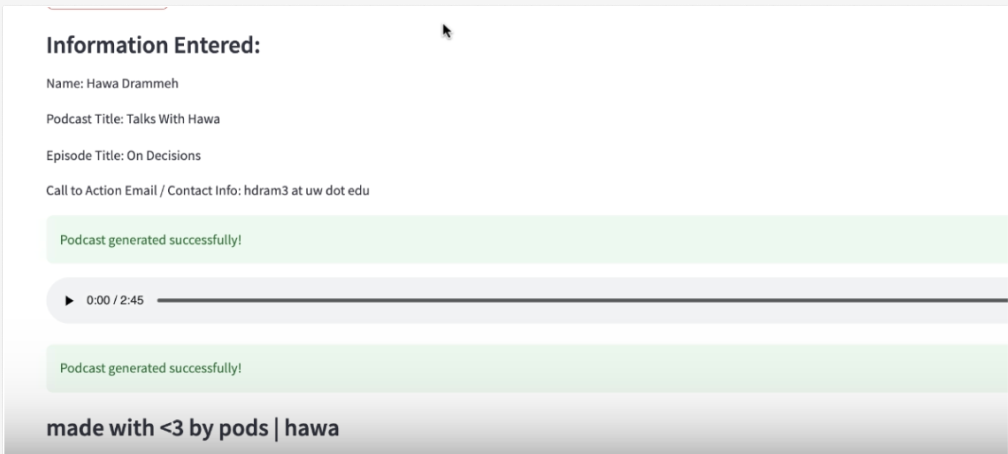 Information Entered:
Name: Hawa Drammeh
Podcast Title: Talks With Hawa
Episode Title: On Decisions
Call to Action Email / Contact Info: hdram3 at uw dot edu
Podcast generated successfully!
0:00 / 2:45
Podcast generated successfully!
made with <3 by pods | hawa